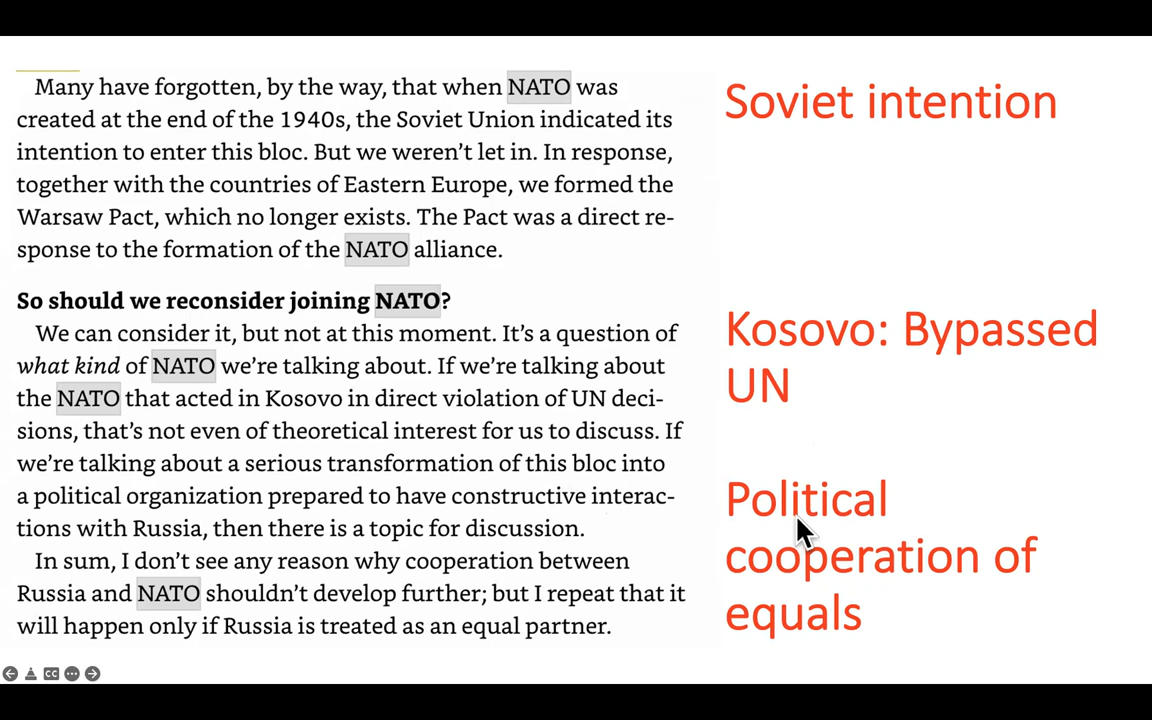 Many have forgotten, by the way, that when NATO was
created at the end of the 1940s, the Soviet Union indicated its
intention to enter this bloc. But we weren't let in. In response,
together with the countries of Eastern Europe, we formed the
Warsaw Pact, which no longer exists. The Pact was a direct re-
sponse to the formation of the NATO alliance.
So should we reconsider joining NATO?
We can consider it, but not at this moment. It's a question of
what kind of NATO we're talking about. If we're talking about
the NATO that acted in Kosovo in direct violation of UN deci-
sions, that's not even of theoretical interest for us to discuss. If
we're talking about a serious transformation of this bloc into
a political organization prepared to have constructive interac-
tions with Russia, then there is a topic for discussion.
In sum, I don't see any reason why cooperation between
Russia and NATO shouldn't develop further; but I repeat that it
will happen only if Russia is treated as an equal partner.
Soviet intention
Kosovo: Bypassed
UN
Political
cooperation of
equals
CC